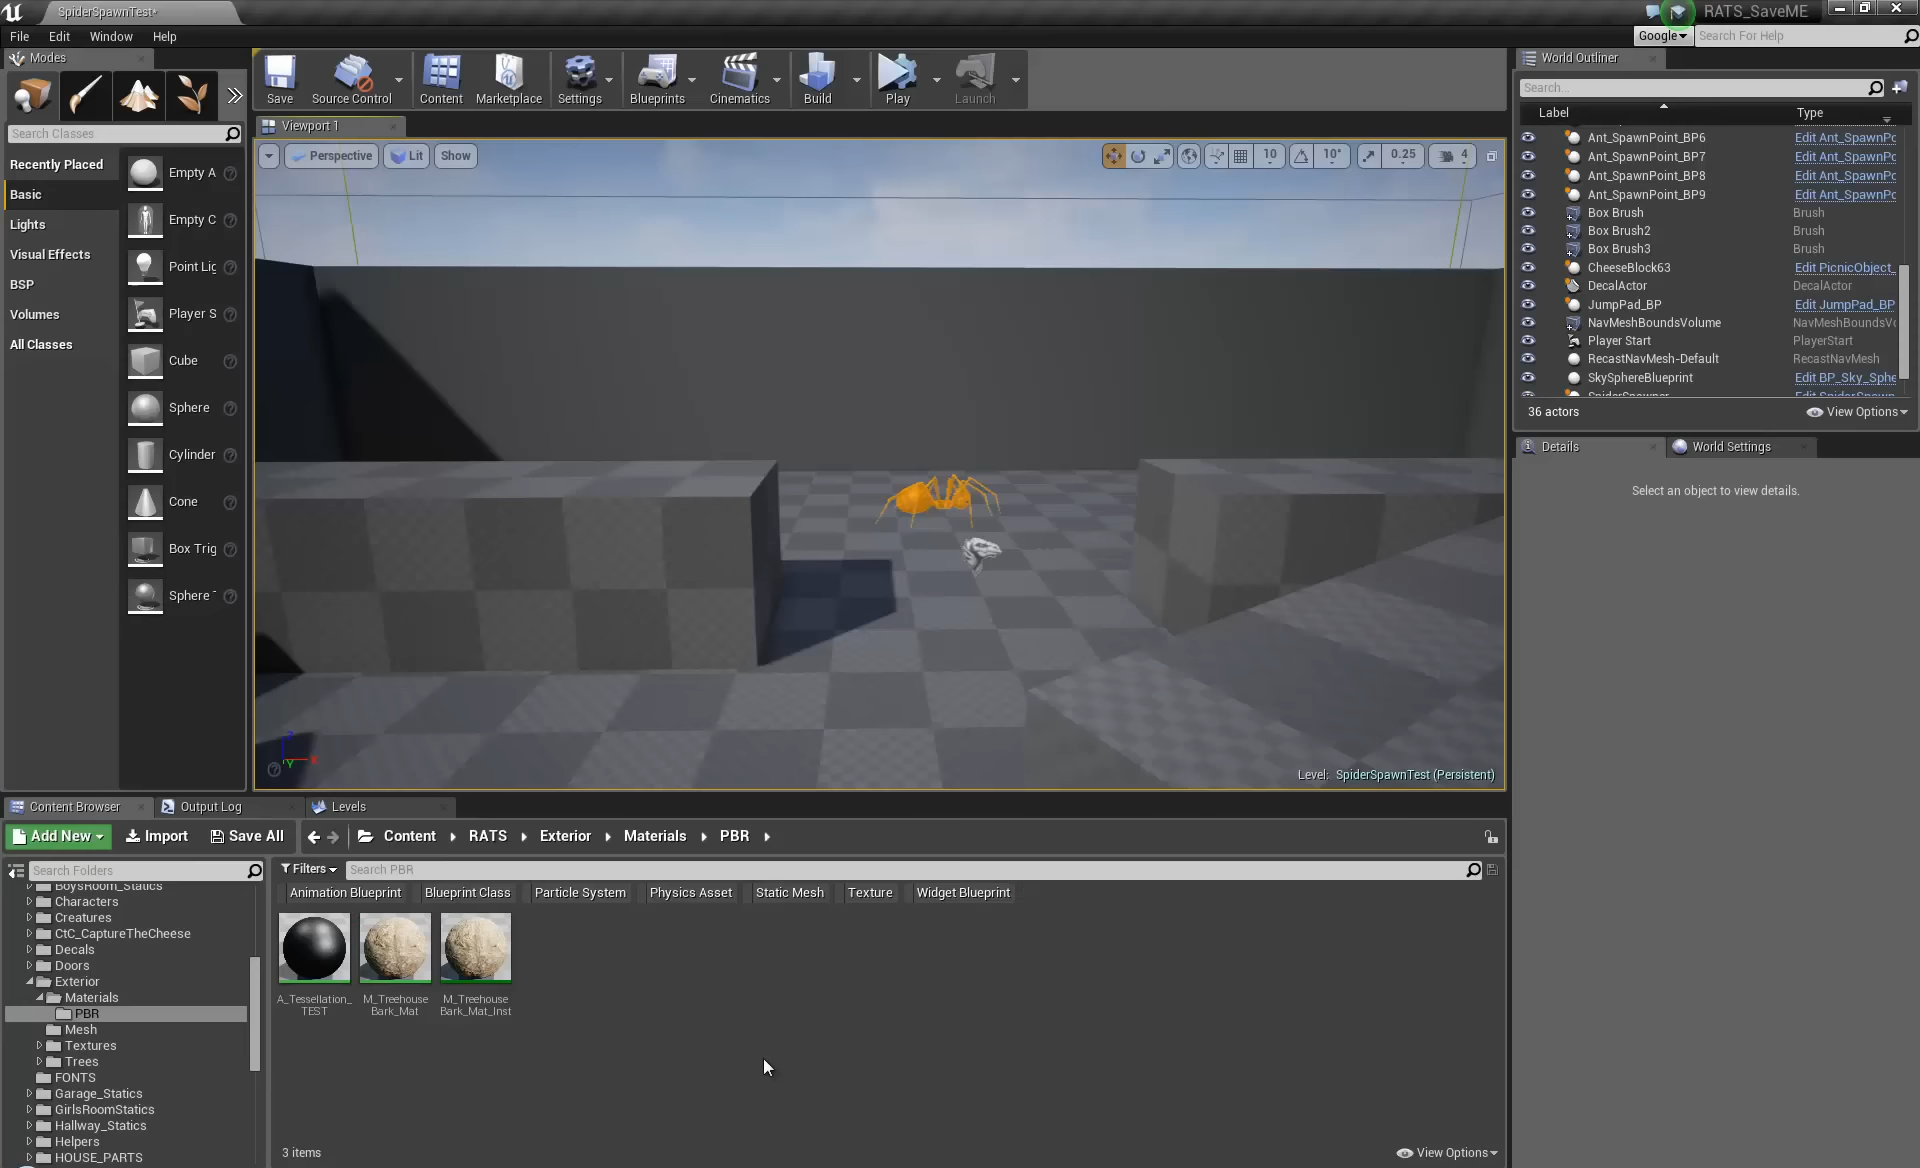 SpiderSpawnTest*
RATS_SaveME
File Edit Window Help
Google Search For Help
Modes
Save
Source Control
Content
Marketplace
Settings
Blueprints
Cinematics
Build
Play
Launch
Search Classes
Recently Placed
Basic
Lights
Visual Effects
BSP
Volumes
All Classes
Empty A
Empty C
Point Lig
Player S
Cube
Sphere
Cylinder
Cone
Box Trig
Sphere
Viewport 1
Perspective
Lit
Show
10
10°
0.25
4
X
Y
Level: SpiderSpawnTest (Persistent)
World Outliner
Search...
Label Type
Ant_SpawnPoint_BP6 Edit Ant_SpawnPo
Ant_SpawnPoint_BP7 Edit Ant_SpawnPo
Ant_SpawnPoint_BP8 Edit Ant_SpawnPo
Ant_SpawnPoint_BP9 Edit Ant_SpawnPo
Box Brush Brush
Box Brush2 Brush
Box Brush3 Brush
CheeseBlock63 Edit PicnicObject_
DecalActor DecalActor
JumpPad_BP Edit JumpPad_BP
NavMeshBoundsVolume NavMeshBoundsVo
Player Start PlayerStart
RecastNavMesh-Default RecastNavMesh
SkySphereBlueprint Edit BP_Sky_Sphe
36 actors
View Options
Details
World Settings
Select an object to view details.
Content Browser
Output Log
Levels
Add New
Import
Save All
Content
RATS
Exterior
Materials
PBR
Search Folders
Filters
Search PBR
Animation Blueprint
Blueprint Class
Particle System
Physics Asset
Static Mesh
Texture
Widget Blueprint
BoysRoom_Statics
Characters
Creatures
CtC_CaptureTheCheese
Decals
Doors
Exterior
Materials
PBR
Mesh
Textures
Trees
FONTS
Garage_Statics
GirlsRoomStatics
Hallway_Statics
Helpers
HOUSE_PARTS
A_Tessellation_
TEST
M_Treehouse
Bark_Mat
M_Treehouse
Bark_Mat_Inst
3 items
View Options